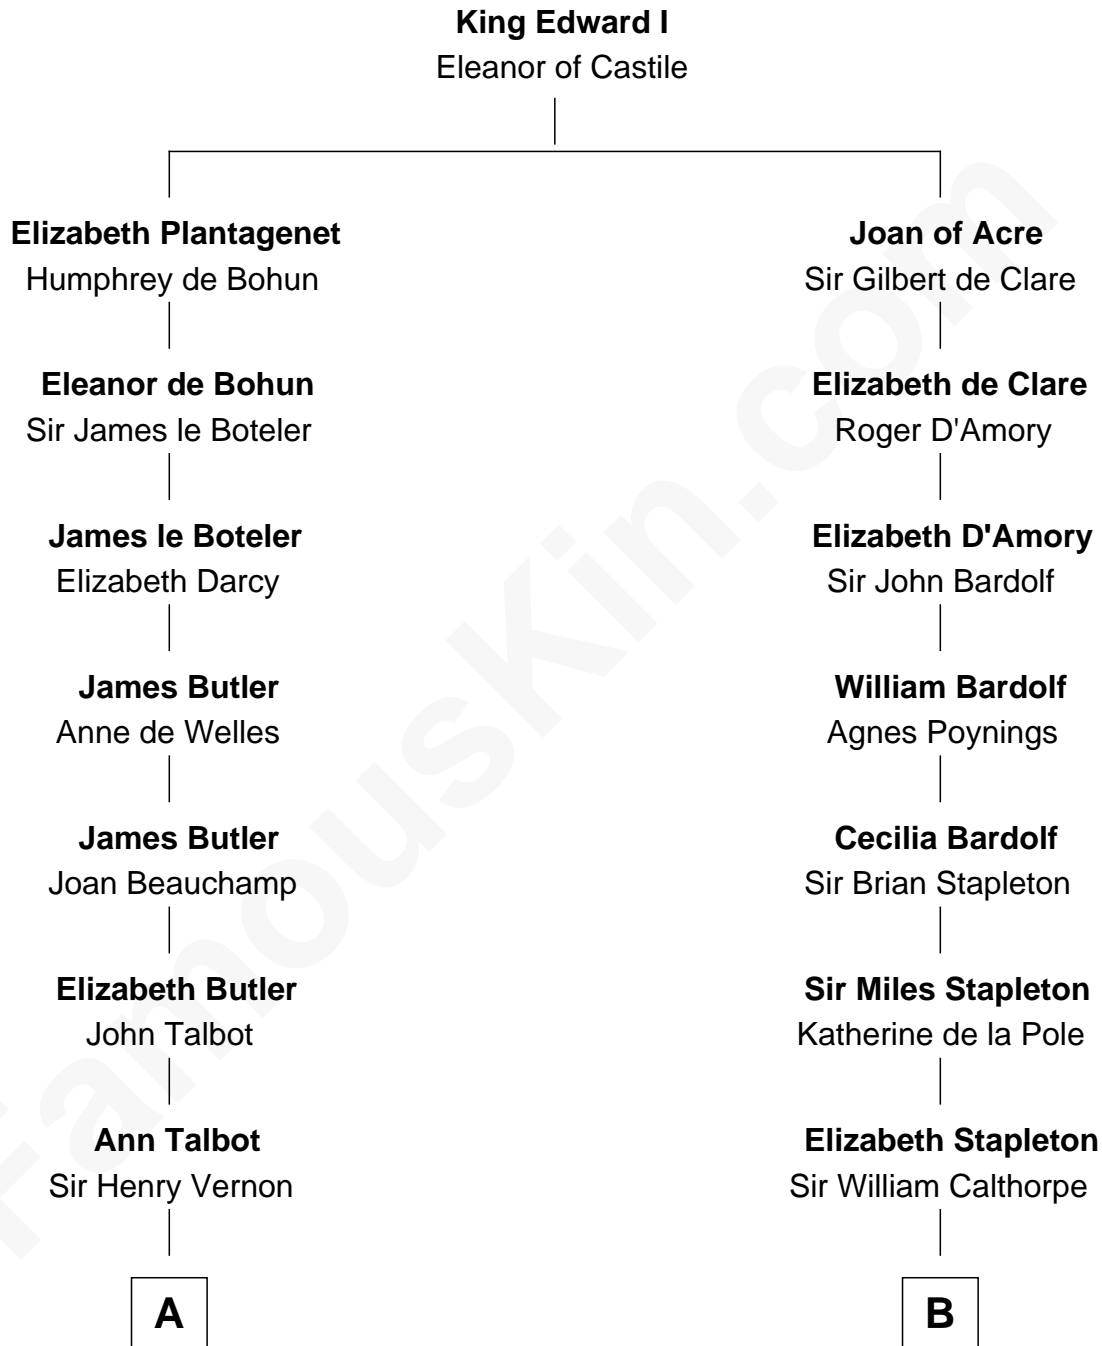 King Edward I
Eleanor of Castile
Elizabeth Plantagenet
Humphrey de Bohun
Eleanor de Bohun
Sir James le Boteler
James le Boteler
Elizabeth Darcy
James Butler
Anne de Welles
James Butler
Joan Beauchamp
Elizabeth Butler
John Talbot
Ann Talbot
Sir Henry Vernon
A
Joan of Acre
Sir Gilbert de Clare
Elizabeth de Clare
Roger D'Amory
Elizabeth D'Amory
Sir John Bardolf
William Bardolf
Agnes Poynings
Cecilia Bardolf
Sir Brian Stapleton
Sir Miles Stapleton
Katherine de la Pole
Elizabeth Stapleton
Sir William Calthorpe
B
FamousKin.com